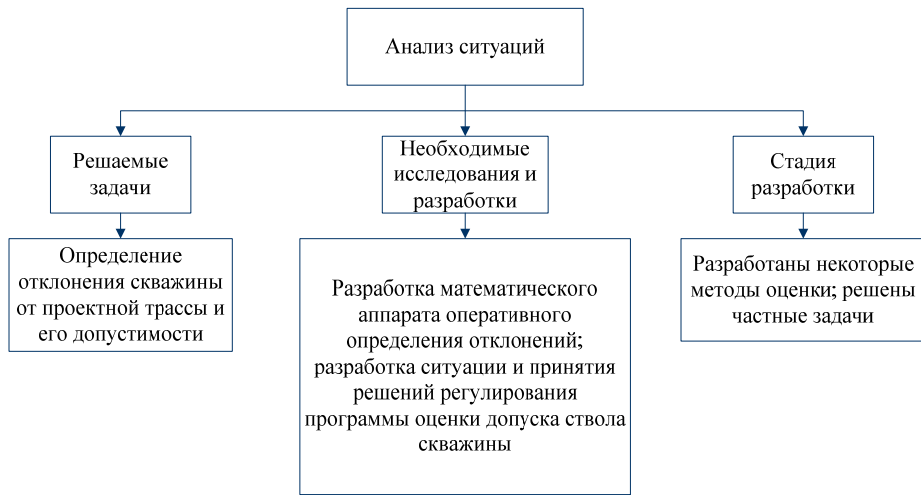 Анализ ситуаций
Решаемые
задачи
Необходимые
исследования и
разработки
Стадия
разработки
Определение
отклонения скважины
от проектной трассы и
его допустимости
Разработка математического
аппарата оперативного
определения отклонений;
разработка ситуации и принятия
решений регулирования
программы оценки допуска ствола
скважины
Разработаны некоторые
методы оценки; решены
частные задачи